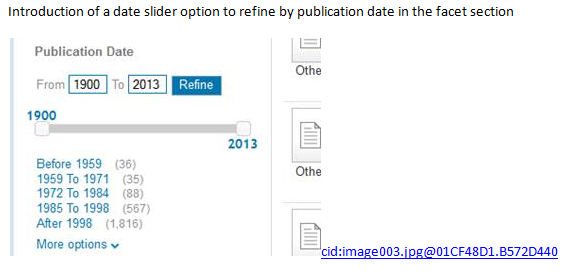 Introduction of a date slider option to refine by publication date in the facet section
Publication Date
From 1900 To 2013 Refine
1900
2013
Before 1959 (36)
1959 To 1971 (35)
1972 To 1984 (88)
1985 To 1998 (567)
After 1998 (1,816)
More options
Othe
Othe
cid:image003.jpg@01CF48D1.B572D440